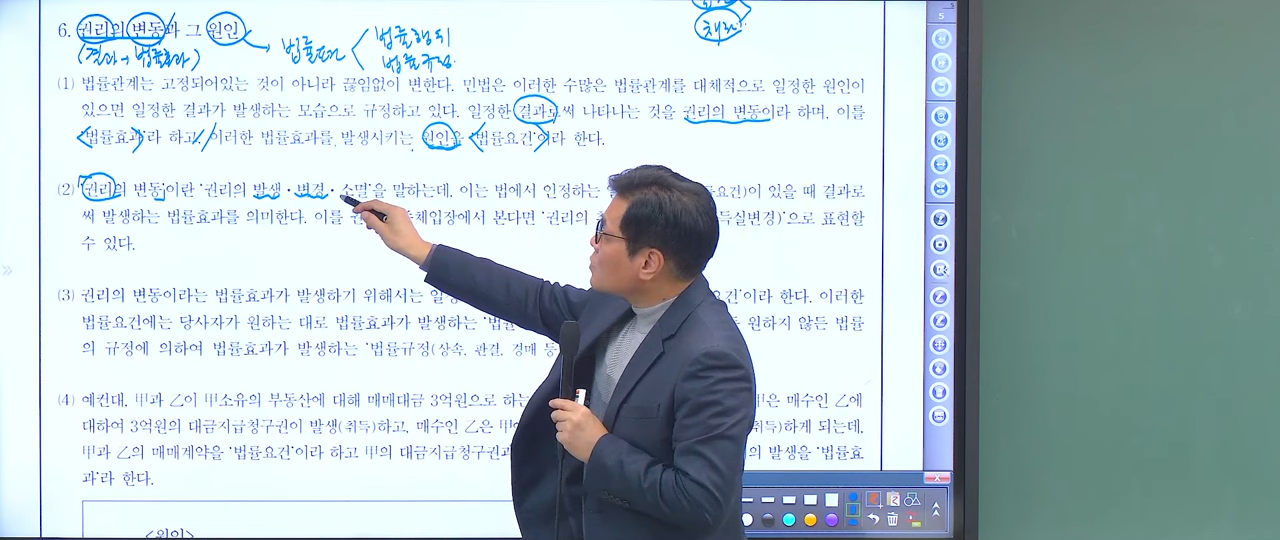 6. 권리의 변동과 그 원인
(결과→법률효과)
법률요건
법률행위
법률규정
채권
(1) 법률관계는 고정되어있는 것이 아니라 끊임없이 변한다. 민법은 이러한 수많은 법률관계를 대체적으로 일정한 원인이
있으면 일정한 결과가 발생하는 모습으로 규정하고 있다. 일정한 결과로써 나타나는 것을 권리의 변동이라 하며, 이를
'법률효과'라 하고, 이러한 법률효과를 발생시키는 원인을 '법률요건'이라 한다.
(2) '권리의 변동'이란 '권리의 발생·변경·소멸'을 말하는데, 이는 법에서 인정하는 률요건)이 있을 때 결과로
써 발생하는 법률효과를 의미한다. 이를 권 체입장에서 본다면 '권리의 득실변경)'으로 표현할
수 있다.
(3) 권리의 변동이라는 법률효과가 발생하기 위해서는 일정 요건'이라 한다. 이러한
법률요건에는 당사자가 원하는 대로 법률효과가 발생하는 '법률 원하지 않든 법률
의 규정에 의하여 법률효과가 발생하는 '법률규정(상속, 판결, 경매 등
(4) 예컨대, 甲과 乙이 甲소유의 부동산에 대해 매매대금 3억원으로 하는 甲은 매수인 乙에
대하여 3억원의 대금지급청구권이 발생(취득)하고, 매수인 乙은 甲에 (취득)하게 되는데,
甲과 乙의 매매계약을 '법률요건'이라 하고 甲의 대금지급청구권과 의 발생을 '법률효
과'라 한다.
<원인>
5